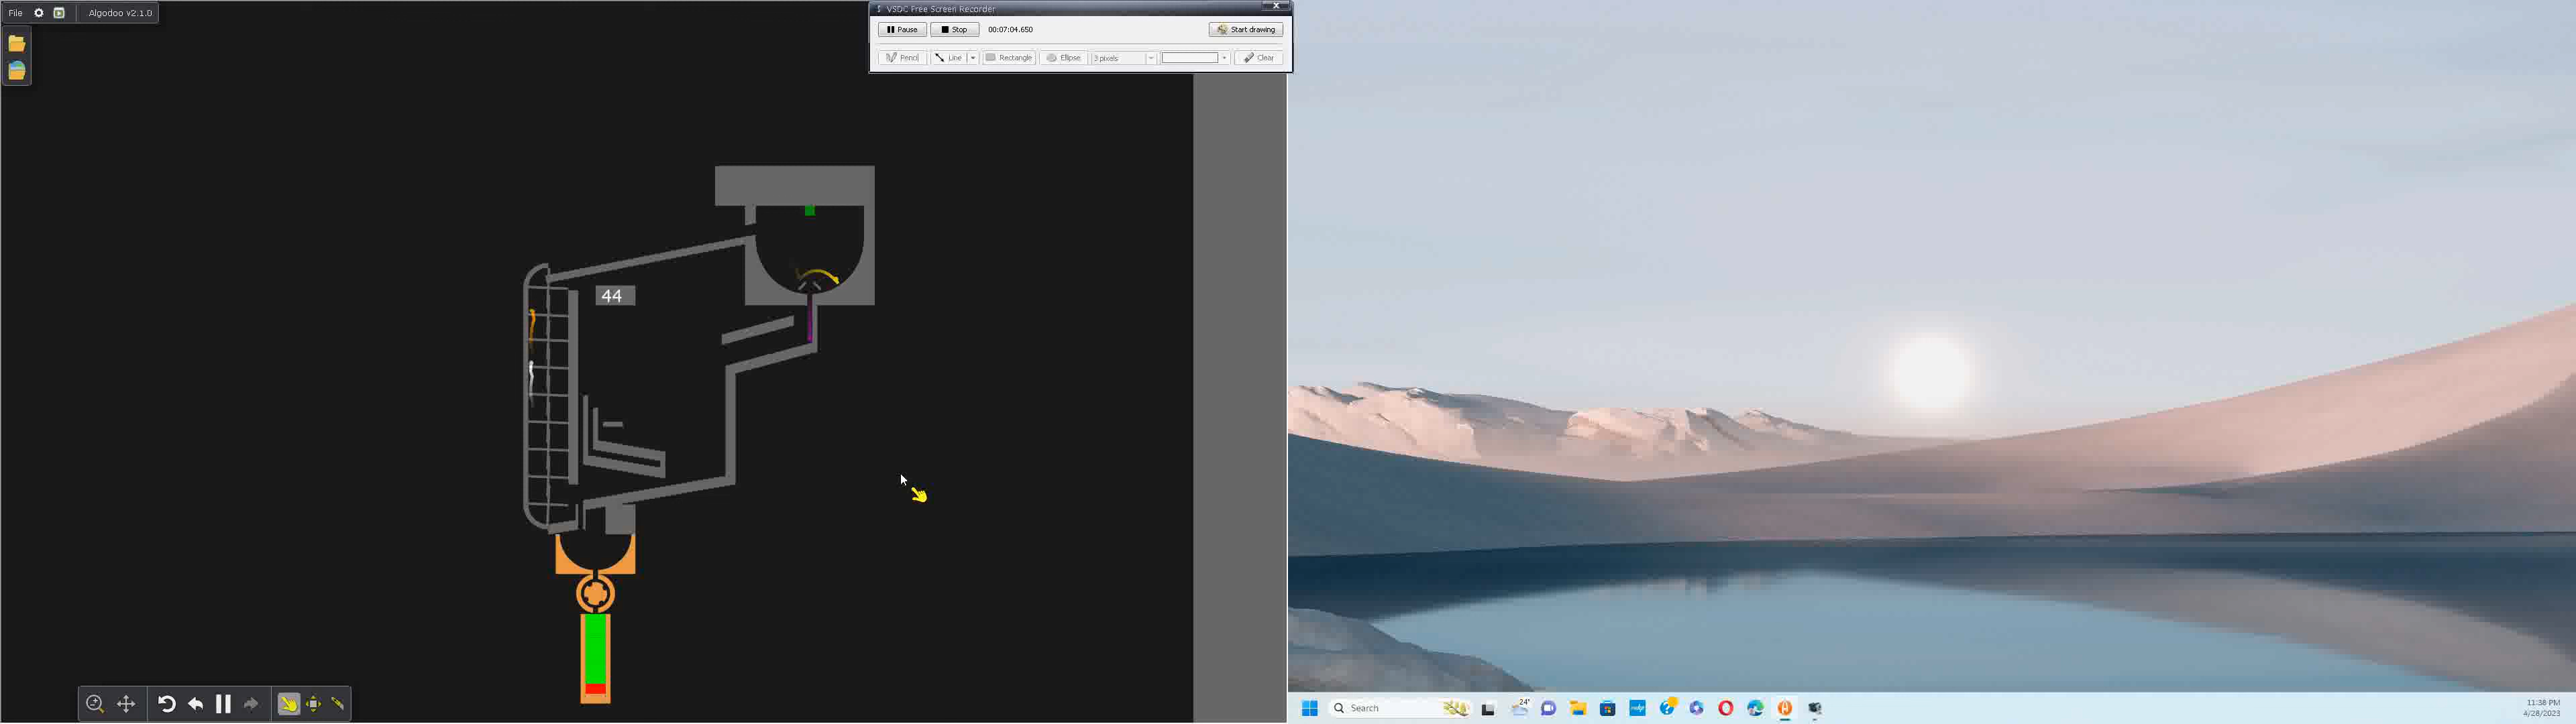 File Algodoo v2.1.0
VSDC Free Screen Recorder
Pause Stop 00:07:04.650 Start drawing
Pencil Line Rectangle Ellipse 3 pixels Clear
44
Search
24°
11:38 PM
4/28/2023